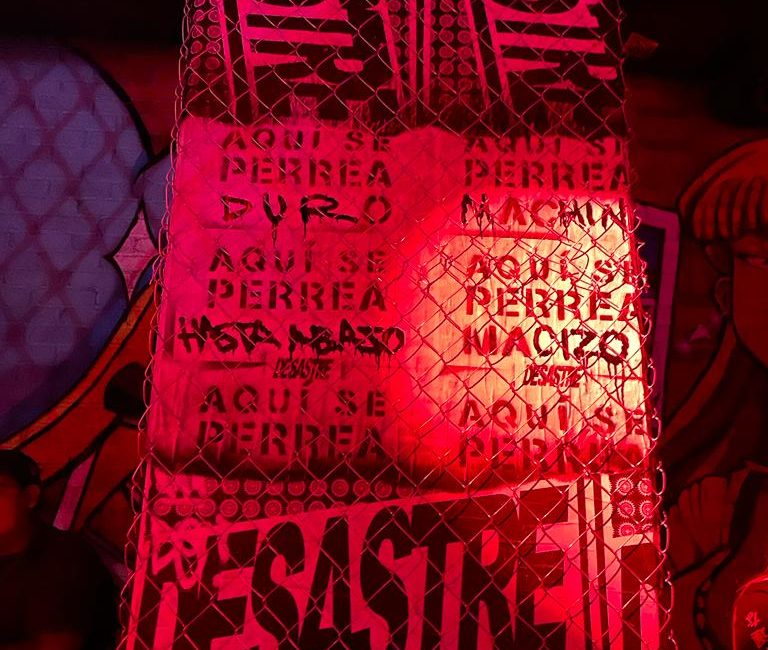 AQUÍ SE
PERREA
DURO
AQUÍ SE
PERREA
HASTA ABAJO
DESASTRE
AQUÍ SE
PERREA
AQUÍ SE
PERREA
AQUÍ SE
PERREA
MACIZO
DESASTRE
AQUÍ SE
PERREA
DESASTRE